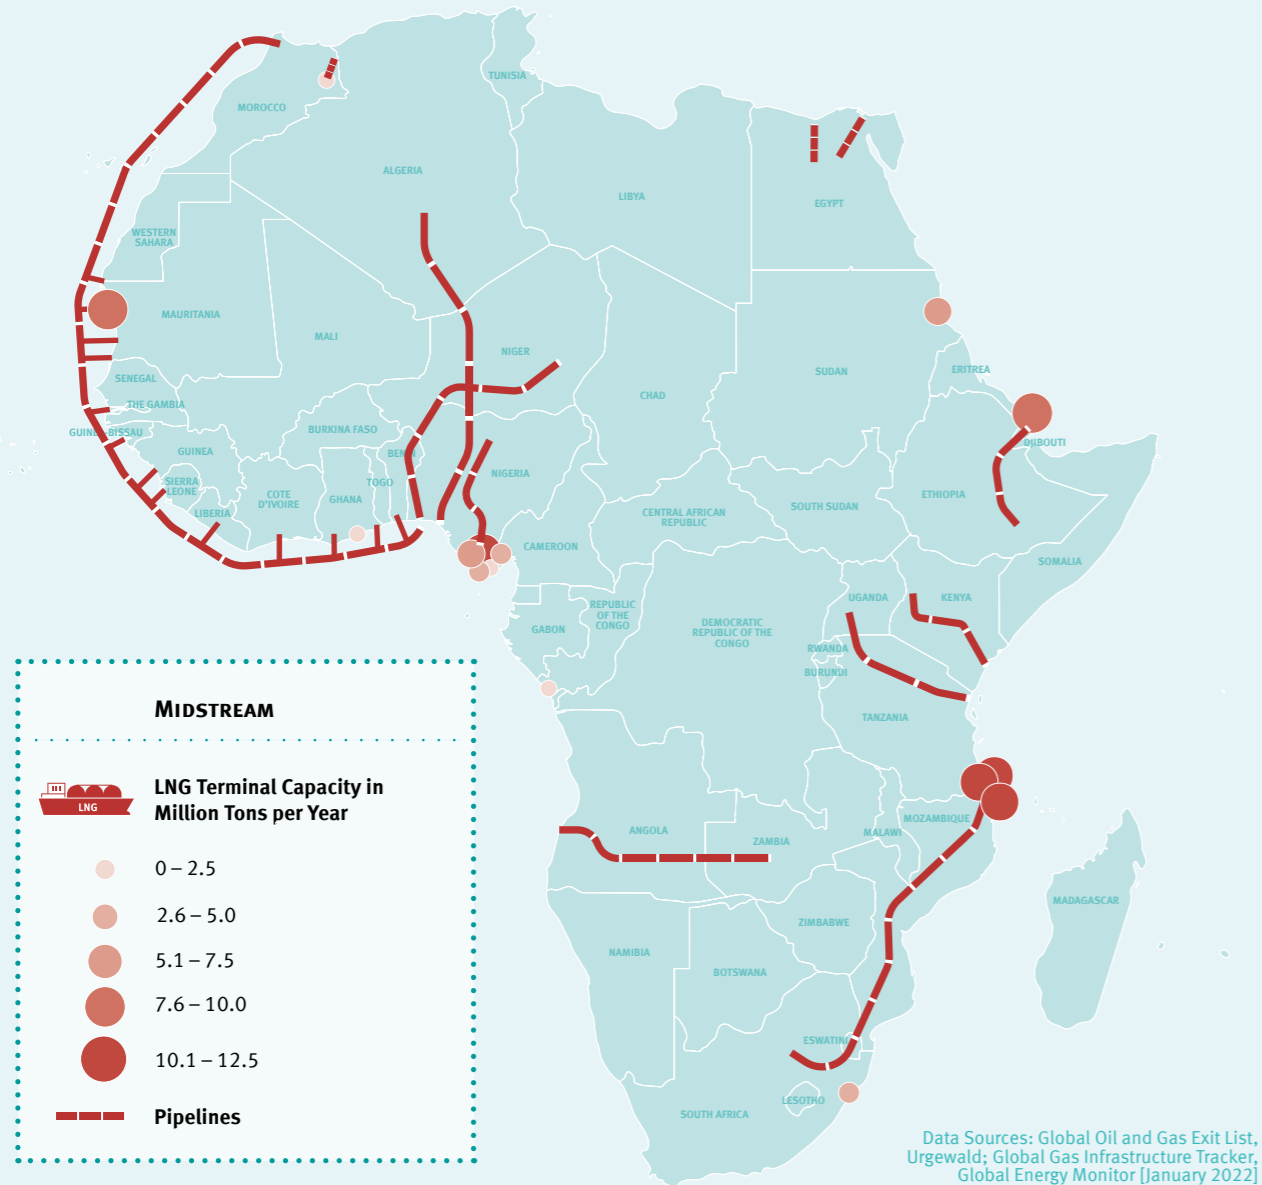 TUNISIA
MOROCCO
ALGERIA
LIBYA
EGYPT
WESTERN
SAHARA
MAURITANIA
MALI
NIGER
CHAD
SUDAN
ERITREA
SENEGAL
THE GAMBIA
GUINEA-BISSAU
BURKINA FASO
DJIBOUTI
GUINEA
BENIN
NIGERIA
SIERRA
LEONE
COTE
D'IVOIRE
GHANA
TOGO
LIBERIA
CENTRAL AFRICAN
REPUBLIC
SOUTH SUDAN
ETHIOPIA
CAMEROON
SOMALIA
UGANDA
KENYA
GABON
REPUBLIC
OF THE
CONGO
DEMOCRATIC
REPUBLIC OF THE
CONGO
RWANDA
BURUNDI
TANZANIA
ANGOLA
ZAMBIA
MALAWI
MOZAMBIQUE
MADAGASCAR
ZIMBABWE
NAMIBIA
BOTSWANA
ESWATINI
LESOTHO
SOUTH AFRICA
MIDSTREAM
LNG
LNG Terminal Capacity in
Million Tons per Year
0 – 2.5
2.6 – 5.0
5.1 – 7.5
7.6 – 10.0
10.1 – 12.5
Pipelines
Data Sources: Global Oil and Gas Exit List,
Urgewald; Global Gas Infrastructure Tracker,
Global Energy Monitor [January 2022]